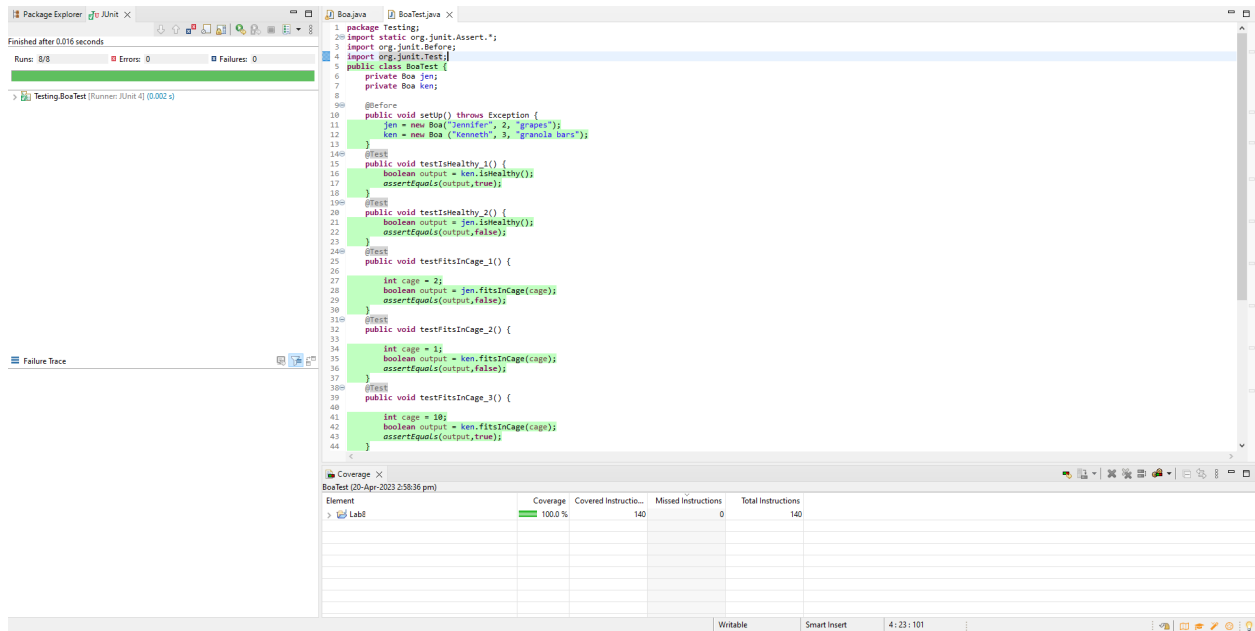 Package Explorer JUnit
Finished after 0.016 seconds
Runs: 8/8 Errors: 0 Failures: 0
Testing.BoaTest [Runner: JUnit 4] (0.002 s)
Failure Trace
Boa.java BoaTest.java
1 package Testing;
2 import static org.junit.Assert.*;
3 import org.junit.Before;
4 import org.junit.Test;
5 public class BoaTest {
6 private Boa jen;
7 private Boa ken;
8
9 @Before
10 public void setUp() throws Exception {
11 jen = new Boa("Jennifer", 2, "grapes");
12 ken = new Boa ("Kenneth", 3, "granola bars");
13 }
14 @Test
15 public void testIsHealthy_1() {
16 boolean output = ken.isHealthy();
17 assertEquals(output,true);
18 }
19 @Test
20 public void testIsHealthy_2() {
21 boolean output = jen.isHealthy();
22 assertEquals(output,false);
23 }
24 @Test
25 public void testFitsInCage_1() {
26
27 int cage = 2;
28 boolean output = jen.fitsInCage(cage);
29 assertEquals(output,false);
30 }
31 @Test
32 public void testFitsInCage_2() {
33
34 int cage = 1;
35 boolean output = ken.fitsInCage(cage);
36 assertEquals(output,false);
37 }
38 @Test
39 public void testFitsInCage_3() {
40
41 int cage = 10;
42 boolean output = ken.fitsInCage(cage);
43 assertEquals(output,true);
44 }
Coverage
BoaTest (20-Apr-2023 2:58:36 pm)
Element Coverage Covered Instructio... Missed Instructions Total Instructions
Lab8 100.0 % 140 0 140
Writable Smart Insert 4 : 23 : 101